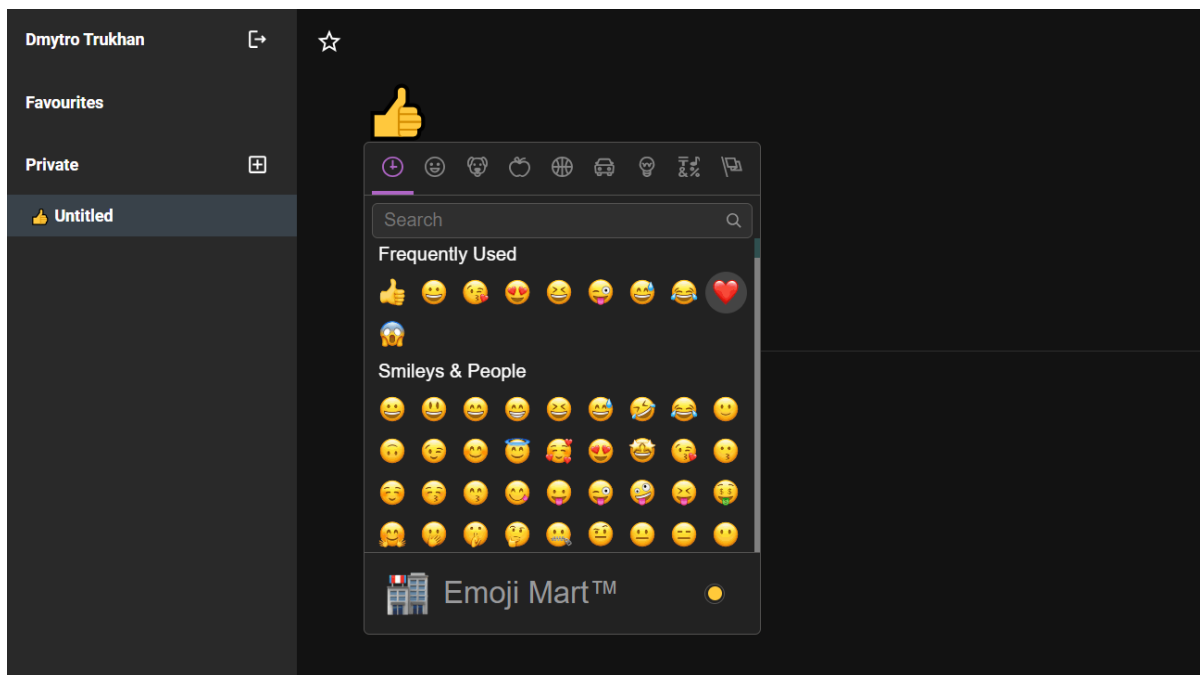 Dmytro Trukhan
Favourites
Private
Untitled
Search
Frequently Used
Smileys & People
Emoji Mart™